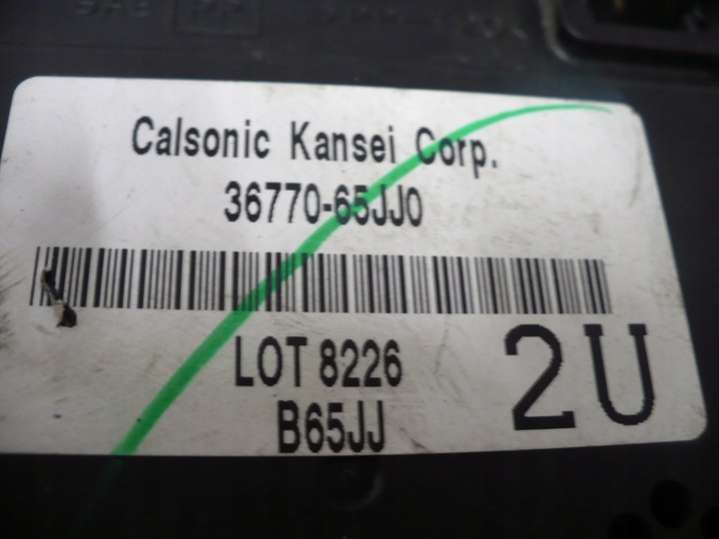 Calsonic Kansei Corp.
36770-65JJ0
LOT 8226
B65JJ
2U